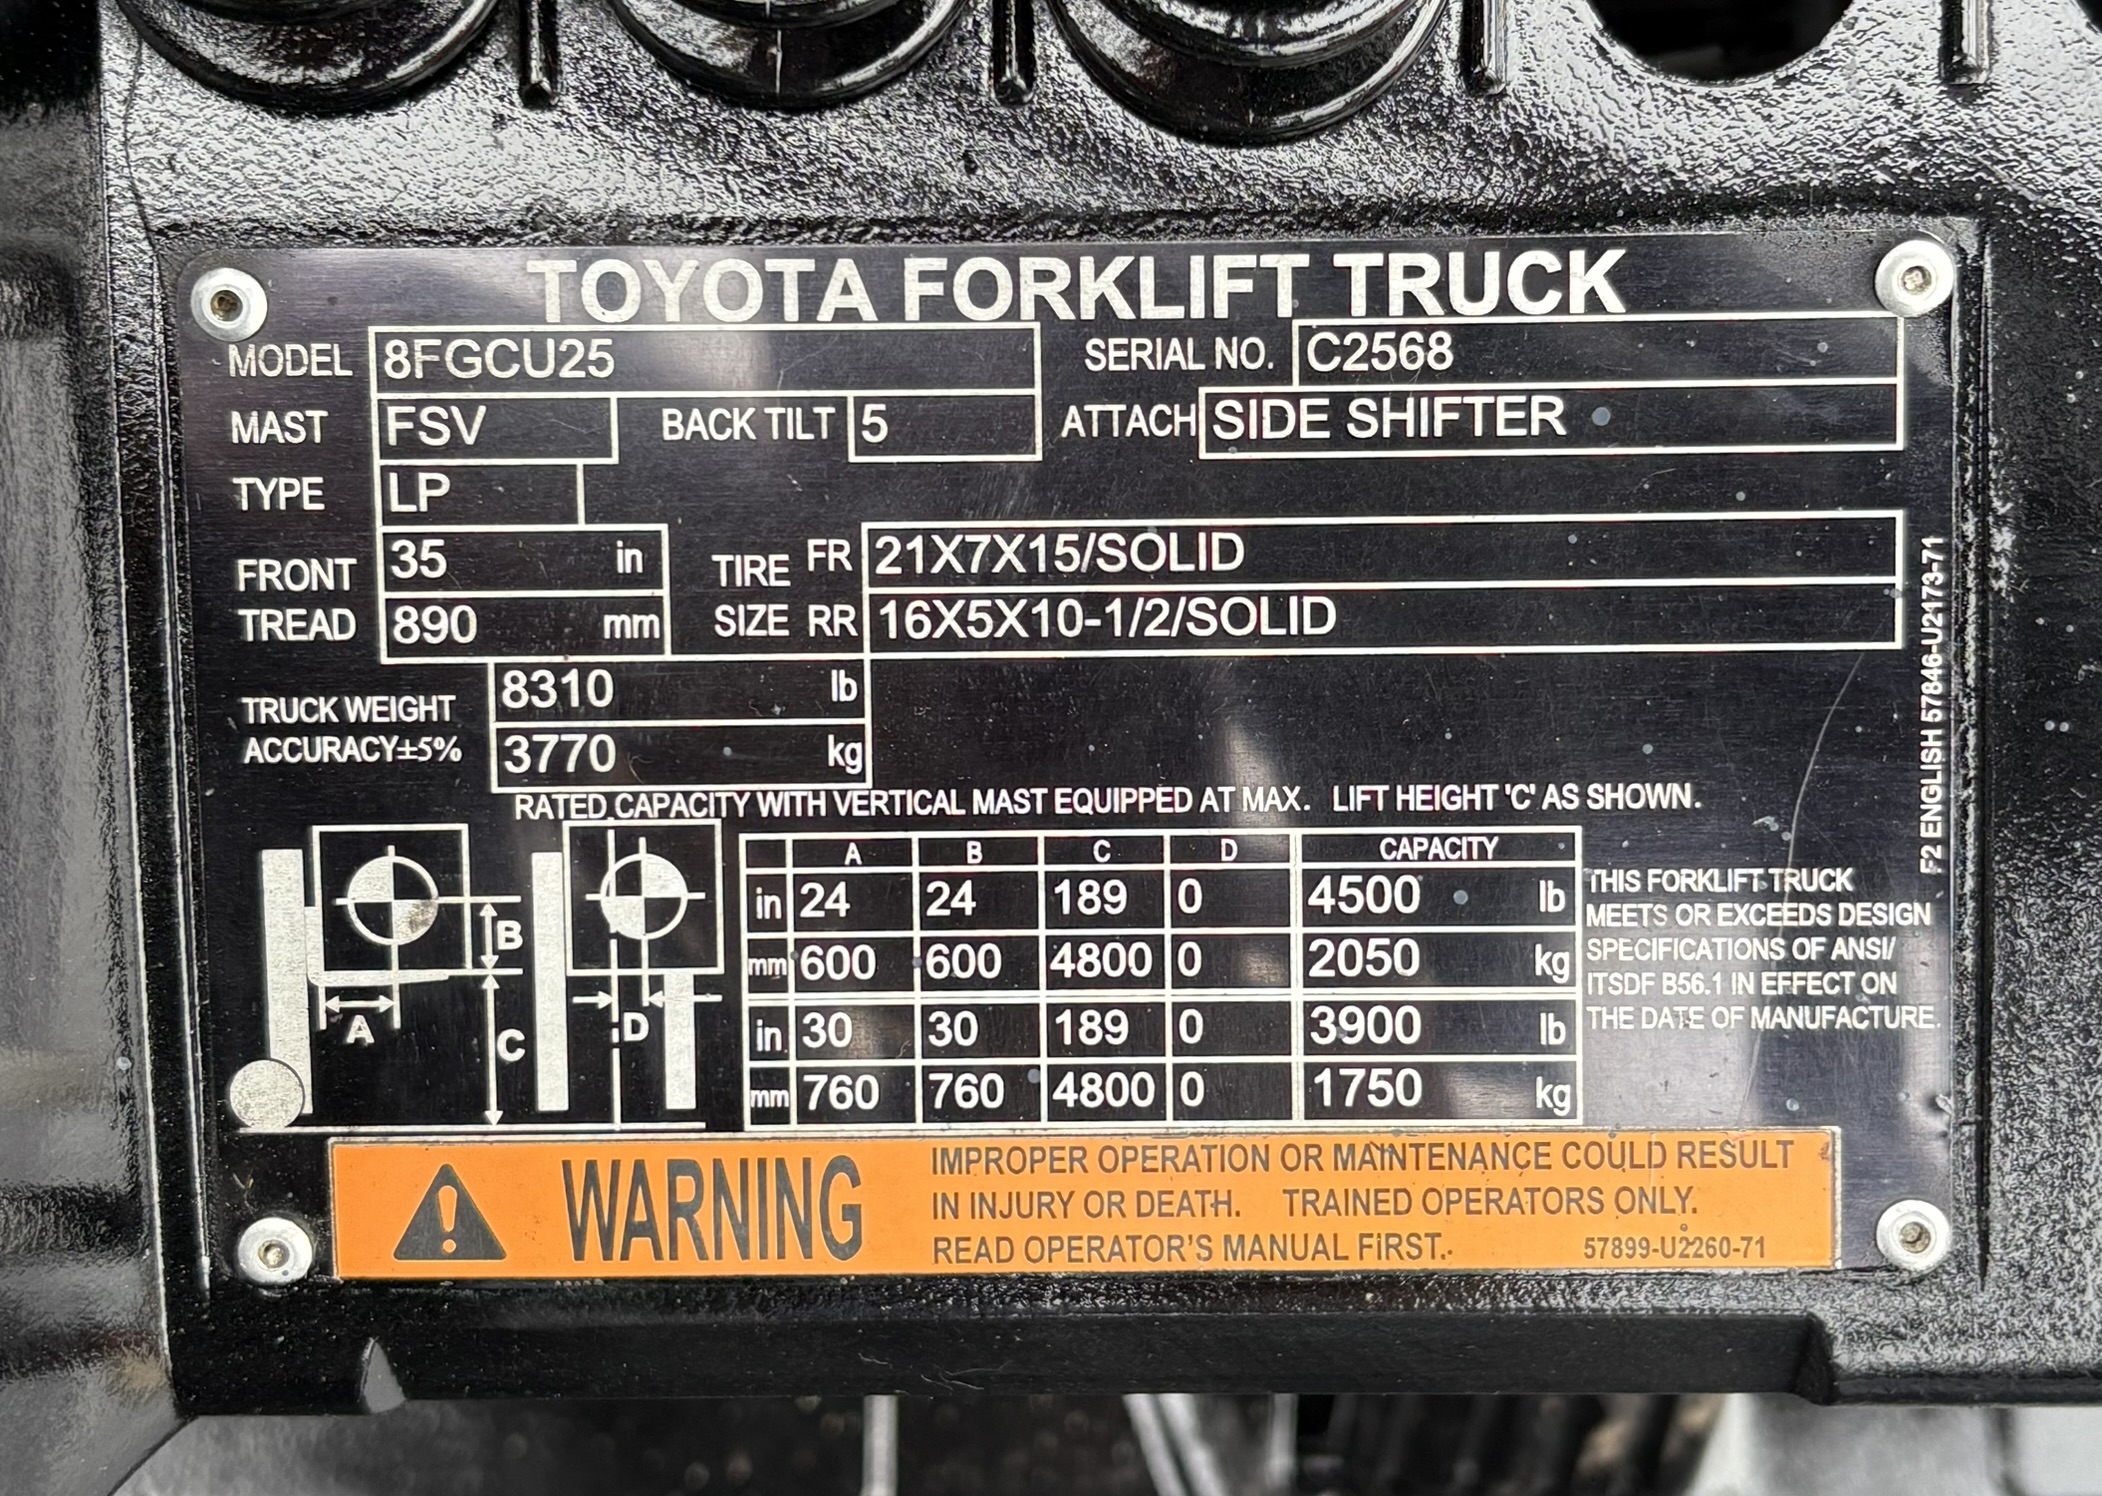 TOYOTA FORKLIFT TRUCK
MODEL 8FGCU25 SERIAL NO. C2568
MAST FSV BACK TILT 5 ATTACH SIDE SHIFTER
TYPE LP
FRONT TREAD 35 in
890 mm
TIRE SIZE FR 21X7X15/SOLID
RR 16X5X10-1/2/SOLID
TRUCK WEIGHT 8310 lb
ACCURACY±5% 3770 kg
RATED CAPACITY WITH VERTICAL MAST EQUIPPED AT MAX. LIFT HEIGHT 'C' AS SHOWN.
A B C D
A B C D CAPACITY
in 24 24 189 0 4500 lb
mm 600 600 4800 0 2050 kg
in 30 30 189 0 3900 lb
mm 760 760 4800 0 1750 kg
THIS FORKLIFT TRUCK
MEETS OR EXCEEDS DESIGN
SPECIFICATIONS OF ANSI/
ITSDF B56.1 IN EFFECT ON
THE DATE OF MANUFACTURE.
F2 ENGLISH 57846-U2173-71
WARNING
IMPROPER OPERATION OR MAINTENANCE COULD RESULT
IN INJURY OR DEATH. TRAINED OPERATORS ONLY.
READ OPERATOR'S MANUAL FIRST. 57899-U2260-71